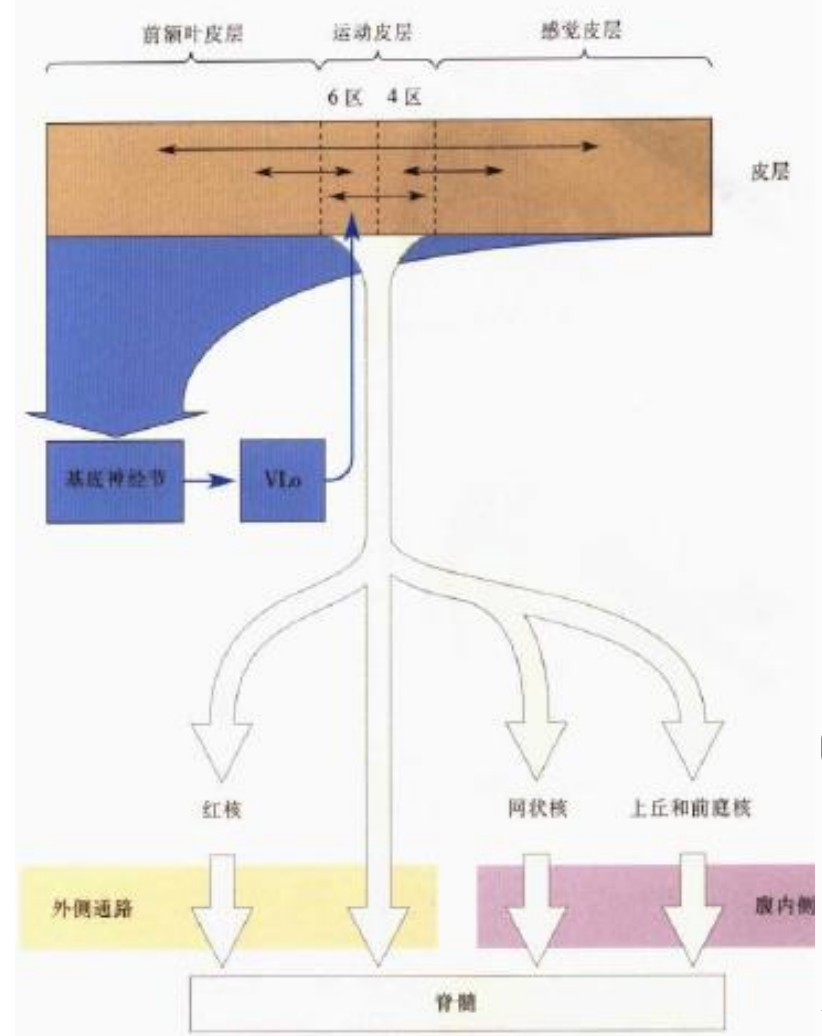 前额叶皮层 运动皮层 感觉皮层
6 区 4 区
皮层
基底神经节 VLo
红核 网状核 上丘和前庭核
外侧通路 腹内侧
脊髓